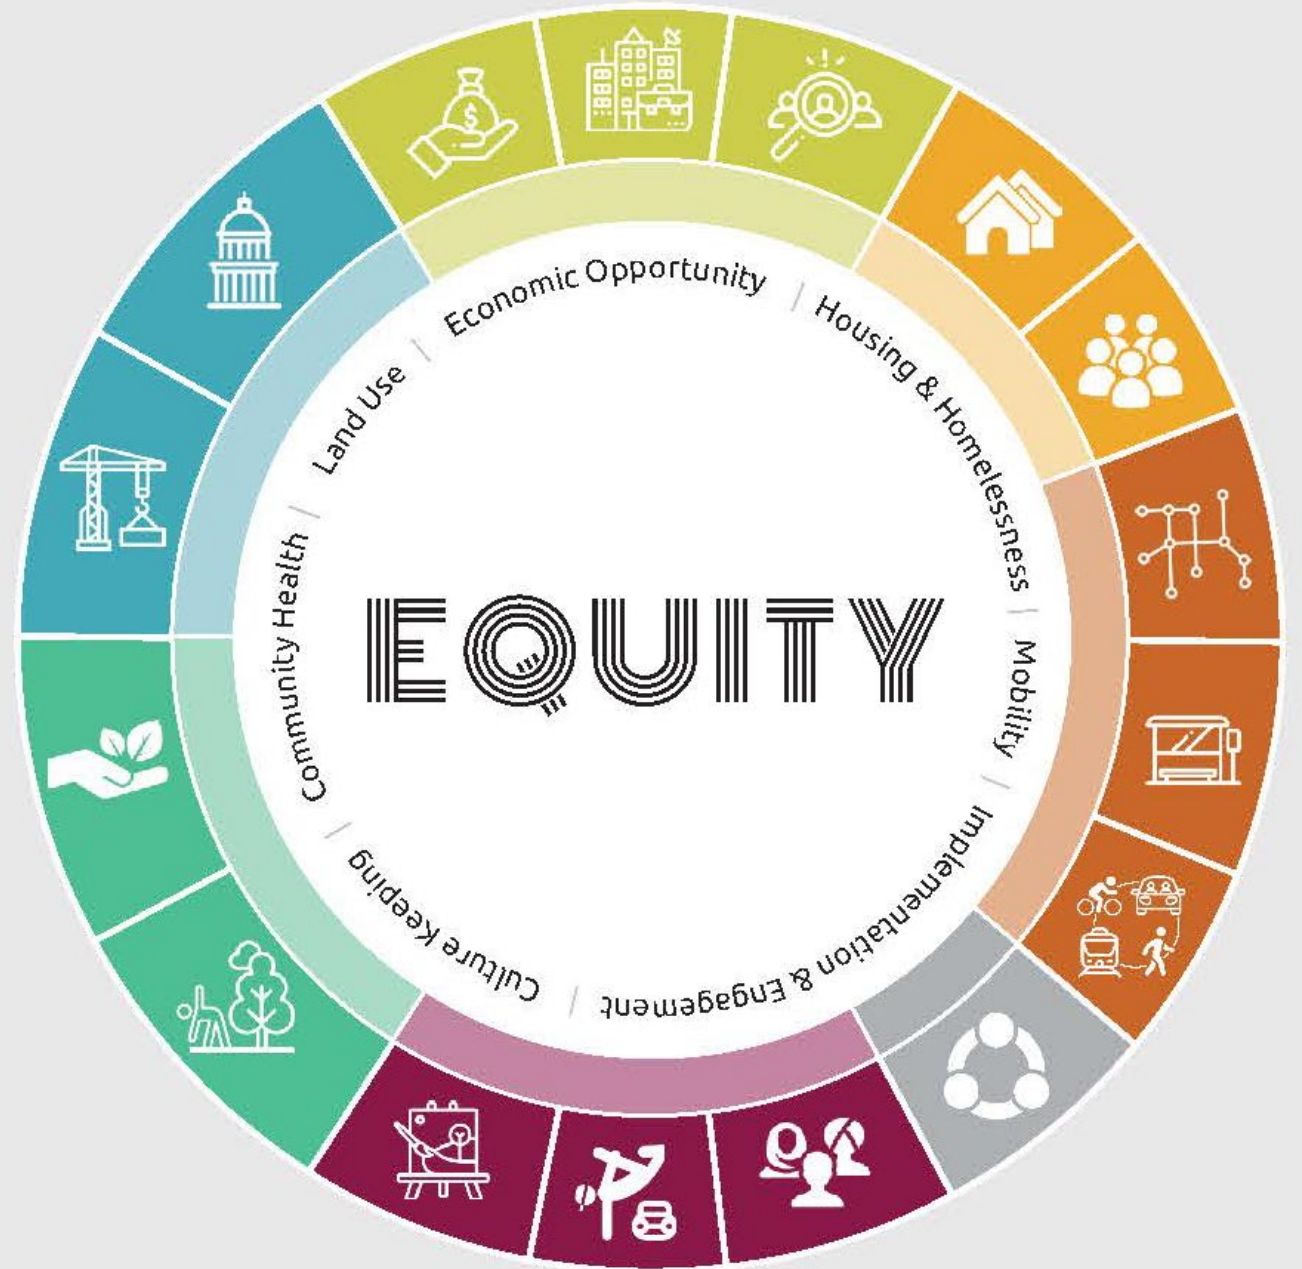 Economic Opportunity
Housing & Homelessness
Mobility
Implementation & Engagement
Culture Keeping
Community Health
Land Use
EQUITY
$